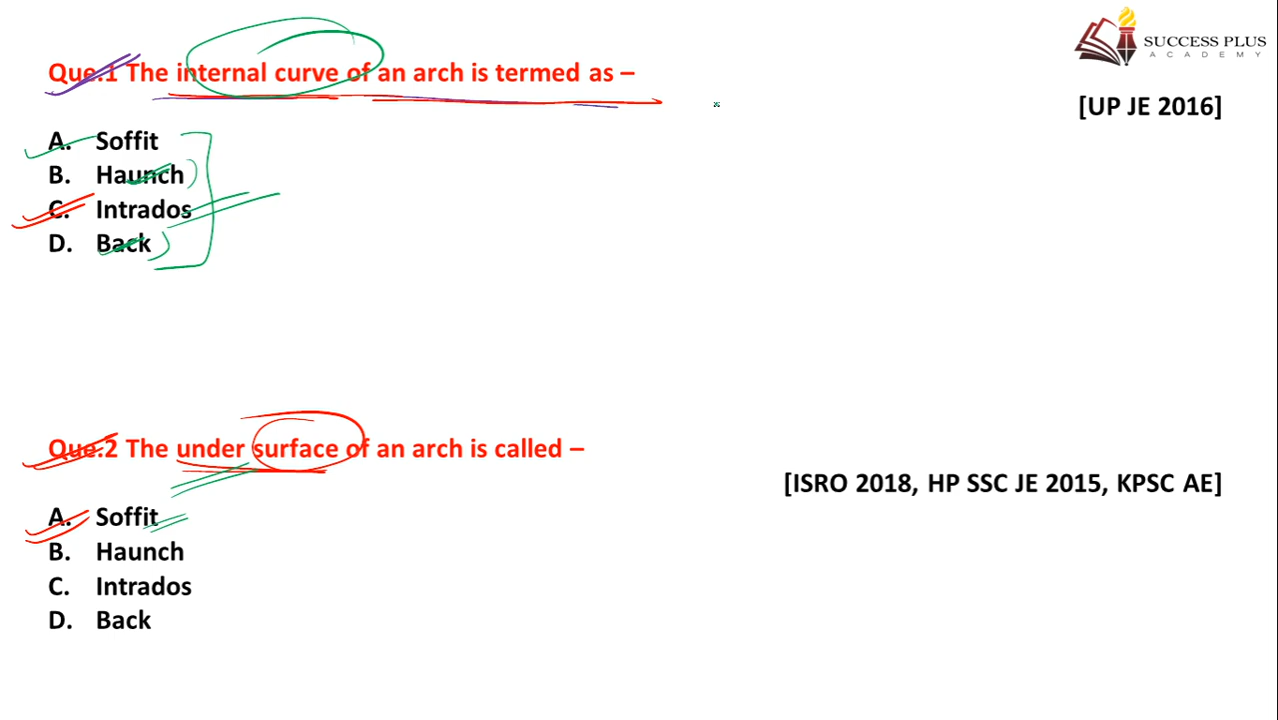 SUCCESS PLUS
ACADEMY
Que.1 The internal curve of an arch is termed as –
[UP JE 2016]
A. Soffit
B. Haunch
C. Intrados
D. Back
Que.2 The under surface of an arch is called –
[ISRO 2018, HP SSC JE 2015, KPSC AE]
A. Soffit
B. Haunch
C. Intrados
D. Back